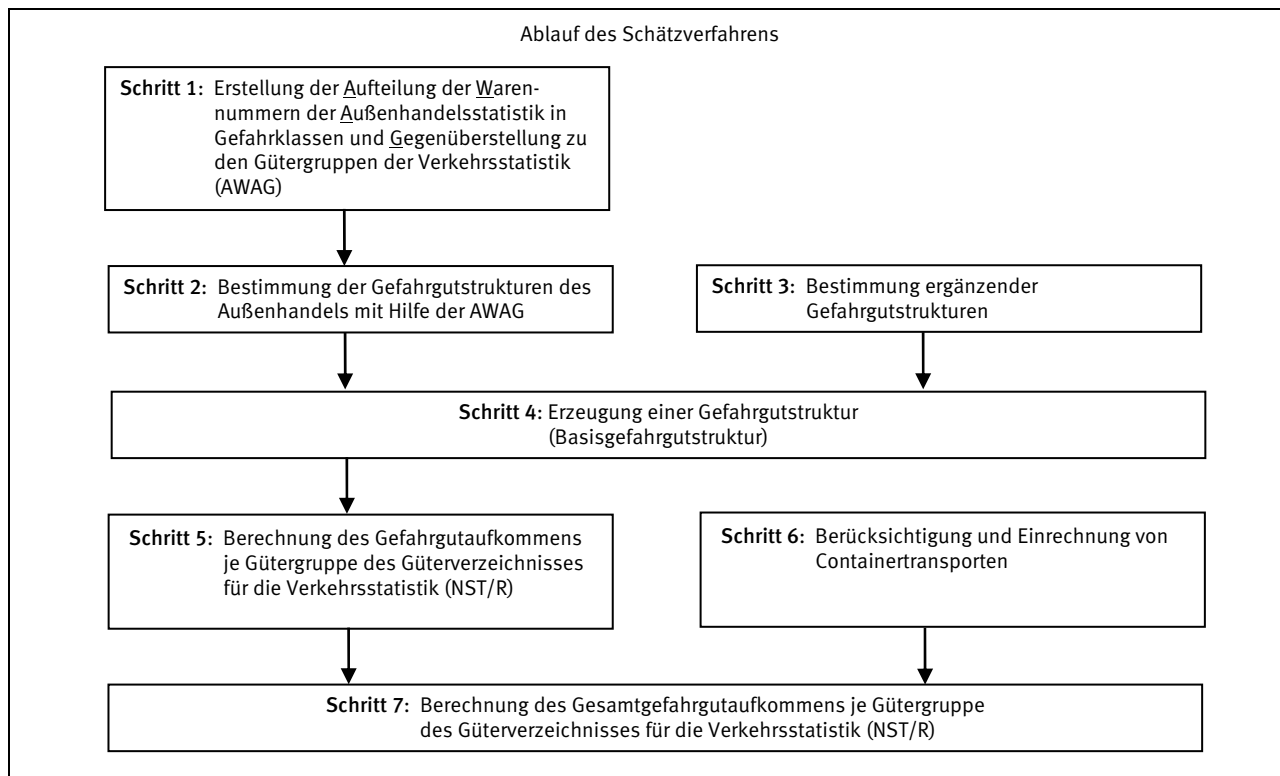 Ablauf des Schätzverfahrens
Schritt 1: Erstellung der Aufteilung der Waren-
nummern der Außenhandelsstatistik in
Gefahrklassen und Gegenüberstellung zu
den Gütergruppen der Verkehrsstatistik
(AWAG)
Schritt 2: Bestimmung der Gefahrgutstrukturen des
Außenhandels mit Hilfe der AWAG
Schritt 3: Bestimmung ergänzender
Gefahrgutstrukturen
Schritt 4: Erzeugung einer Gefahrgutstruktur
(Basisgefahrgutstruktur)
Schritt 5: Berechnung des Gefahrgutaufkommens
je Gütergruppe des Güterverzeichnisses
für die Verkehrsstatistik (NST/R)
Schritt 6: Berücksichtigung und Einrechnung von
Containertransporten
Schritt 7: Berechnung des Gesamtgefahrgutaufkommens je Gütergruppe
des Güterverzeichnisses für die Verkehrsstatistik (NST/R)